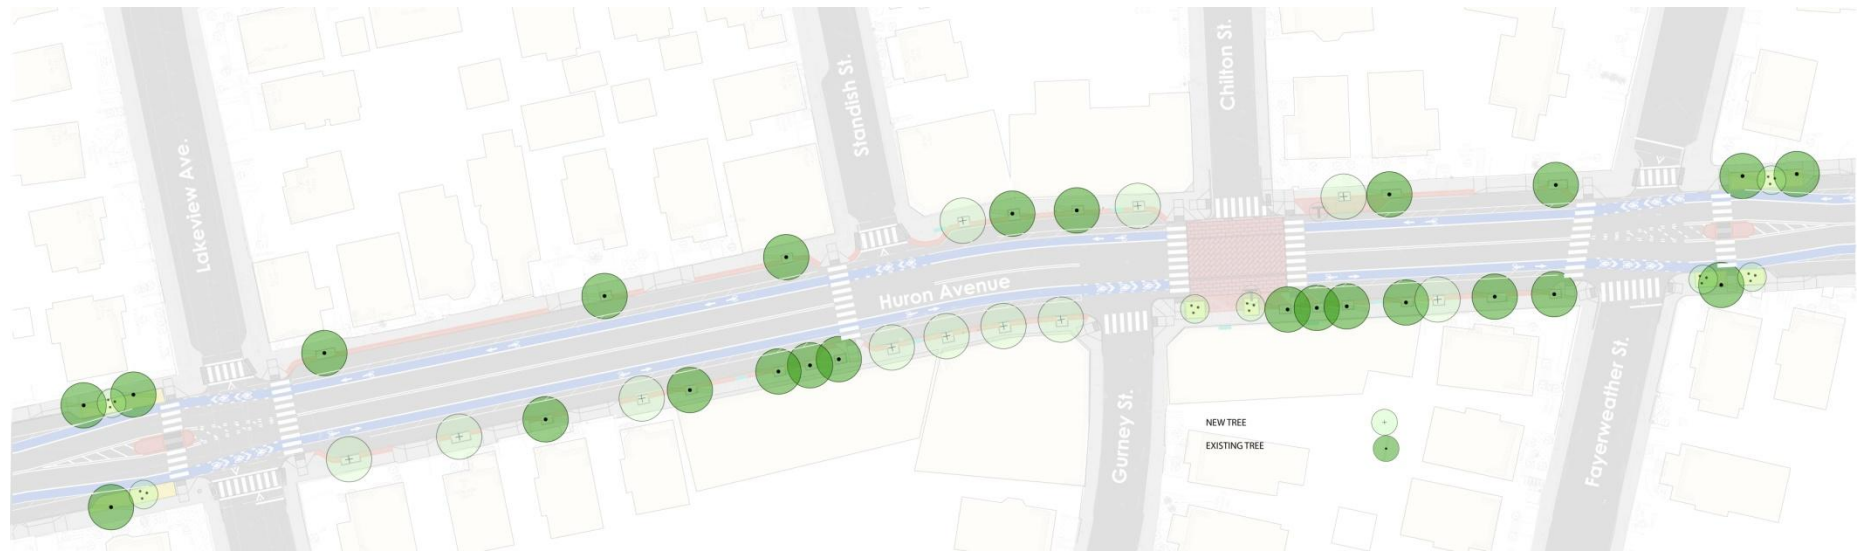 Lakeview Ave.
Standish St.
Chilton St.
Huron Avenue
Gurney St.
Fayerweather St.
NEW TREE
EXISTING TREE